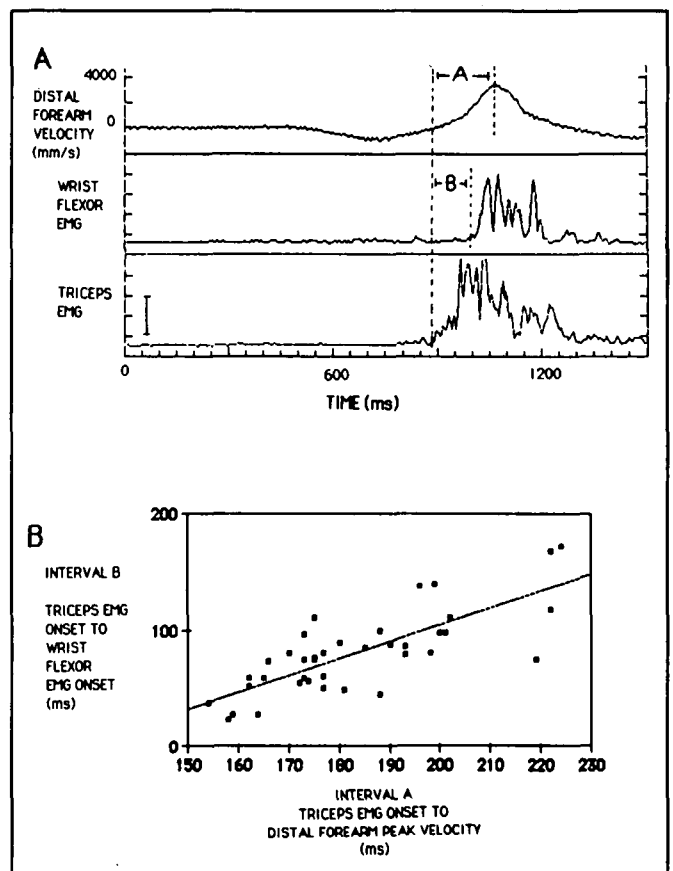 A
4000
DISTAL
FOREARM
VELOCITY
(mm/s)
0
A
WRIST
FLEXOR
EMG
B
TRICEPS
EMG
0
600
1200
TIME (ms)
B
INTERVAL B
TRICEPS EMG
ONSET TO
WRIST
FLEXOR
EMG ONSET
(ms)
200
100
0
150 160 170 180 190 200 210 220 230
INTERVAL A
TRICEPS EMG ONSET TO
DISTAL FOREARM PEAK VELOCITY
(ms)